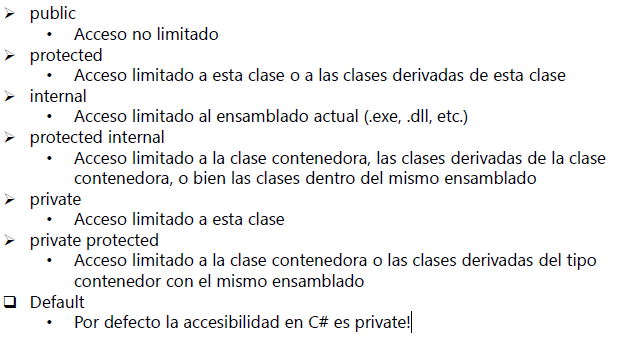 ➢ public
• Acceso no limitado
➢ protected
• Acceso limitado a esta clase o a las clases derivadas de esta clase
➢ internal
• Acceso limitado al ensamblado actual (.exe, .dll, etc.)
➢ protected internal
• Acceso limitado a la clase contenedora, las clases derivadas de la clase
contenedora, o bien las clases dentro del mismo ensamblado
➢ private
• Acceso limitado a esta clase
➢ private protected
• Acceso limitado a la clase contenedora o las clases derivadas del tipo
contenedor con el mismo ensamblado
❑ Default
• Por defecto la accesibilidad en C# es private!